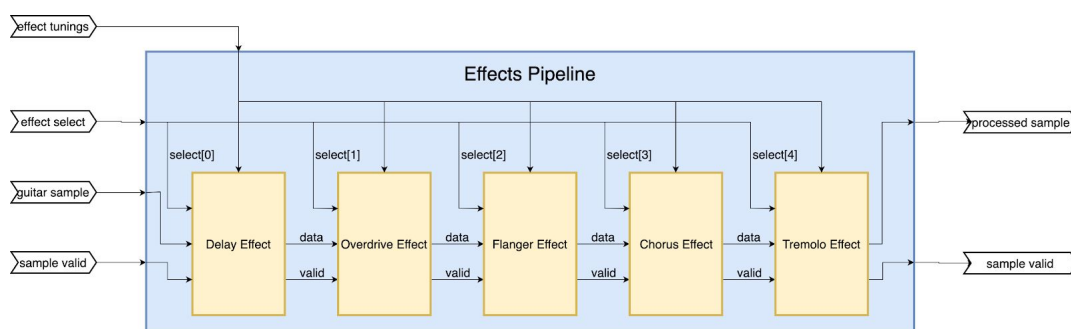 effect tunings
Effects Pipeline
effect select
processed sample
select[0]
select[1]
select[2]
select[3]
select[4]
guitar sample
Delay Effect
data
Overdrive Effect
data
Flanger Effect
data
Chorus Effect
data
Tremolo Effect
sample valid
valid
valid
valid
valid
sample valid